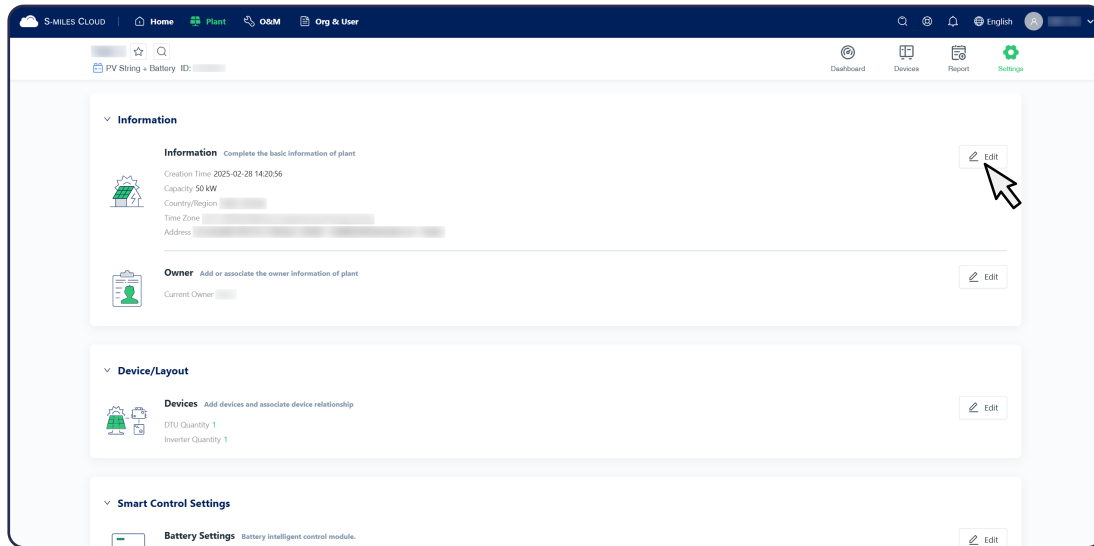 S-MILES CLOUD Home Plant O&M Org & User English A
PV String + Battery ID:
Dashboard Devices Report Settings
Information
Information Complete the basic information of plant
Edit
Creation Time 2025-02-28 14:20:56
Capacity 50 kW
Country/Region
Time Zone
Address
Owner Add or associate the owner information of plant
Edit
Current Owner
Device/Layout
Devices Add devices and associate device relationship
Edit
DTU Quantity 1
Inverter Quantity 1
Smart Control Settings
Battery Settings Battery intelligent control module.
Edit